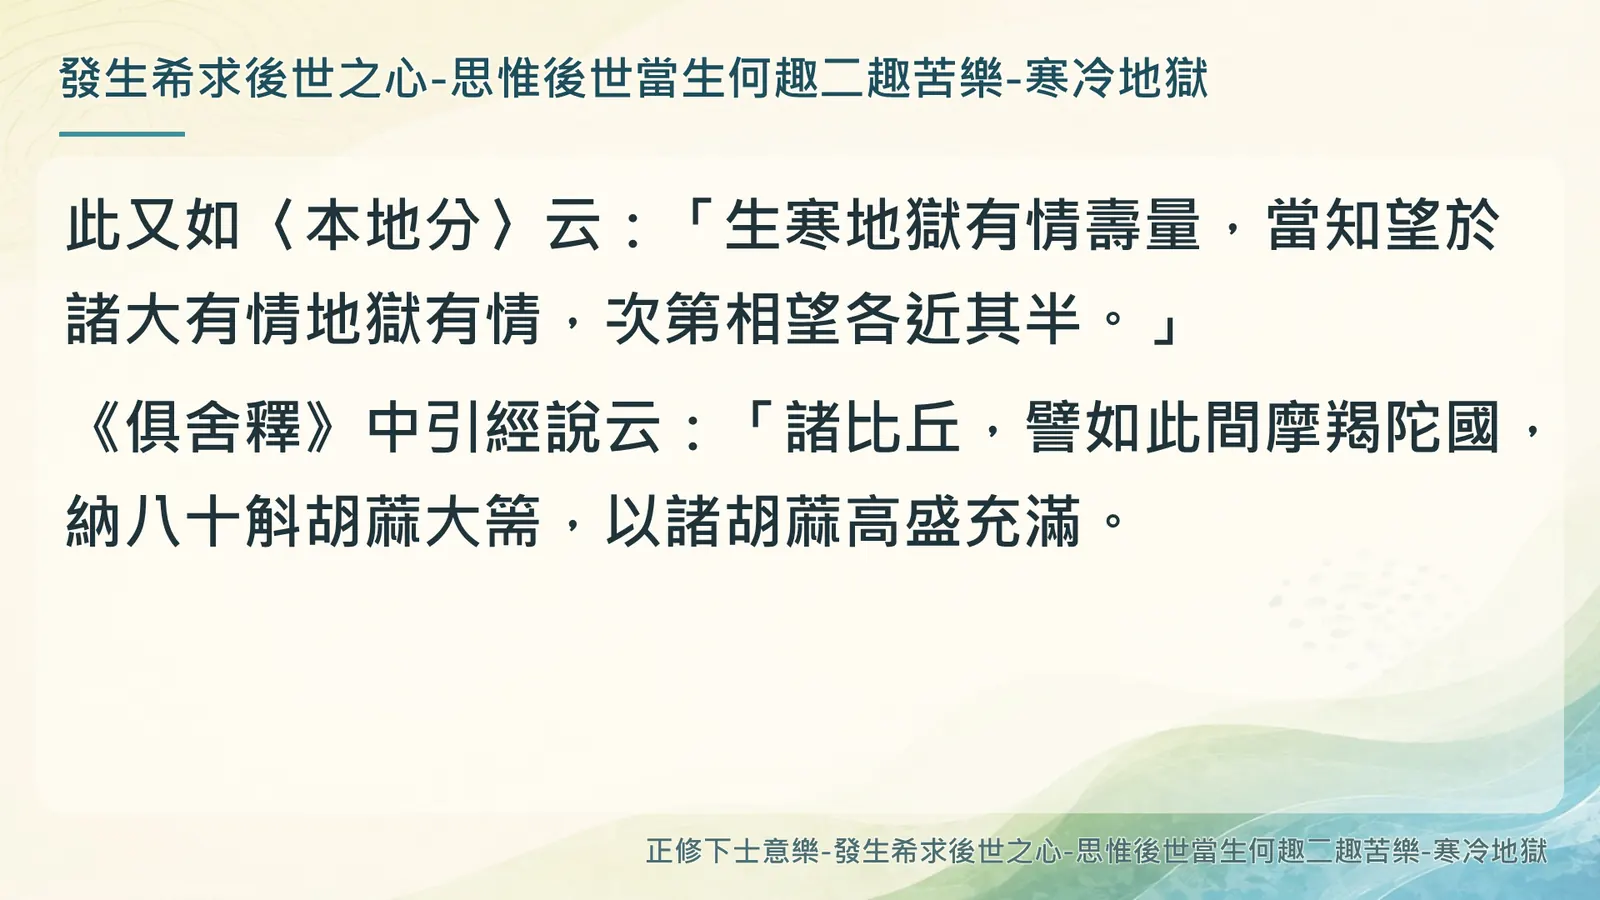 發生希求後世之心-思惟後世當生何趣二趣苦樂-寒冷地獄
此又如〈本地分〉云：「生寒地獄有情壽量，當知望於
諸大有情地獄有情，次第相望各近其半。」
《俱舍釋》中引經說云：「諸比丘，譬如此間摩羯陀國，
納八十斛胡蔴大篅，以諸胡蔴高盛充滿。
正修下士意樂-發生希求後世之心-思惟後世當生何趣二趣苦樂-寒冷地獄